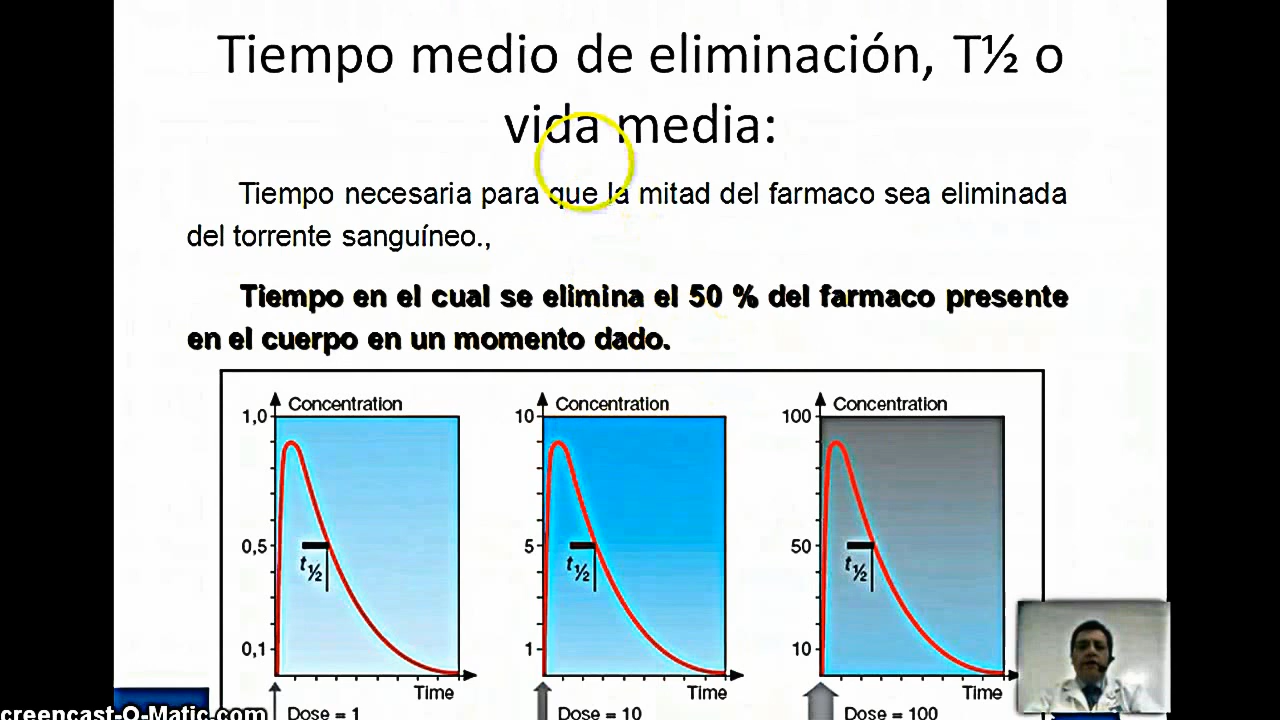 Tiempo medio de eliminación, T½ o
vida media:
Tiempo necesaria para que la mitad del farmaco sea eliminada
del torrente sanguíneo.,
Tiempo en el cual se elimina el 50 % del farmaco presente
en el cuerpo en un momento dado.
Concentration
1,0
0,5
0,1
t½
Time
Dose = 1
Concentration
10
5
1
t½
Time
Dose = 10
Concentration
100
50
10
t½
Time
Dose = 100
creencast-O-Matic.com